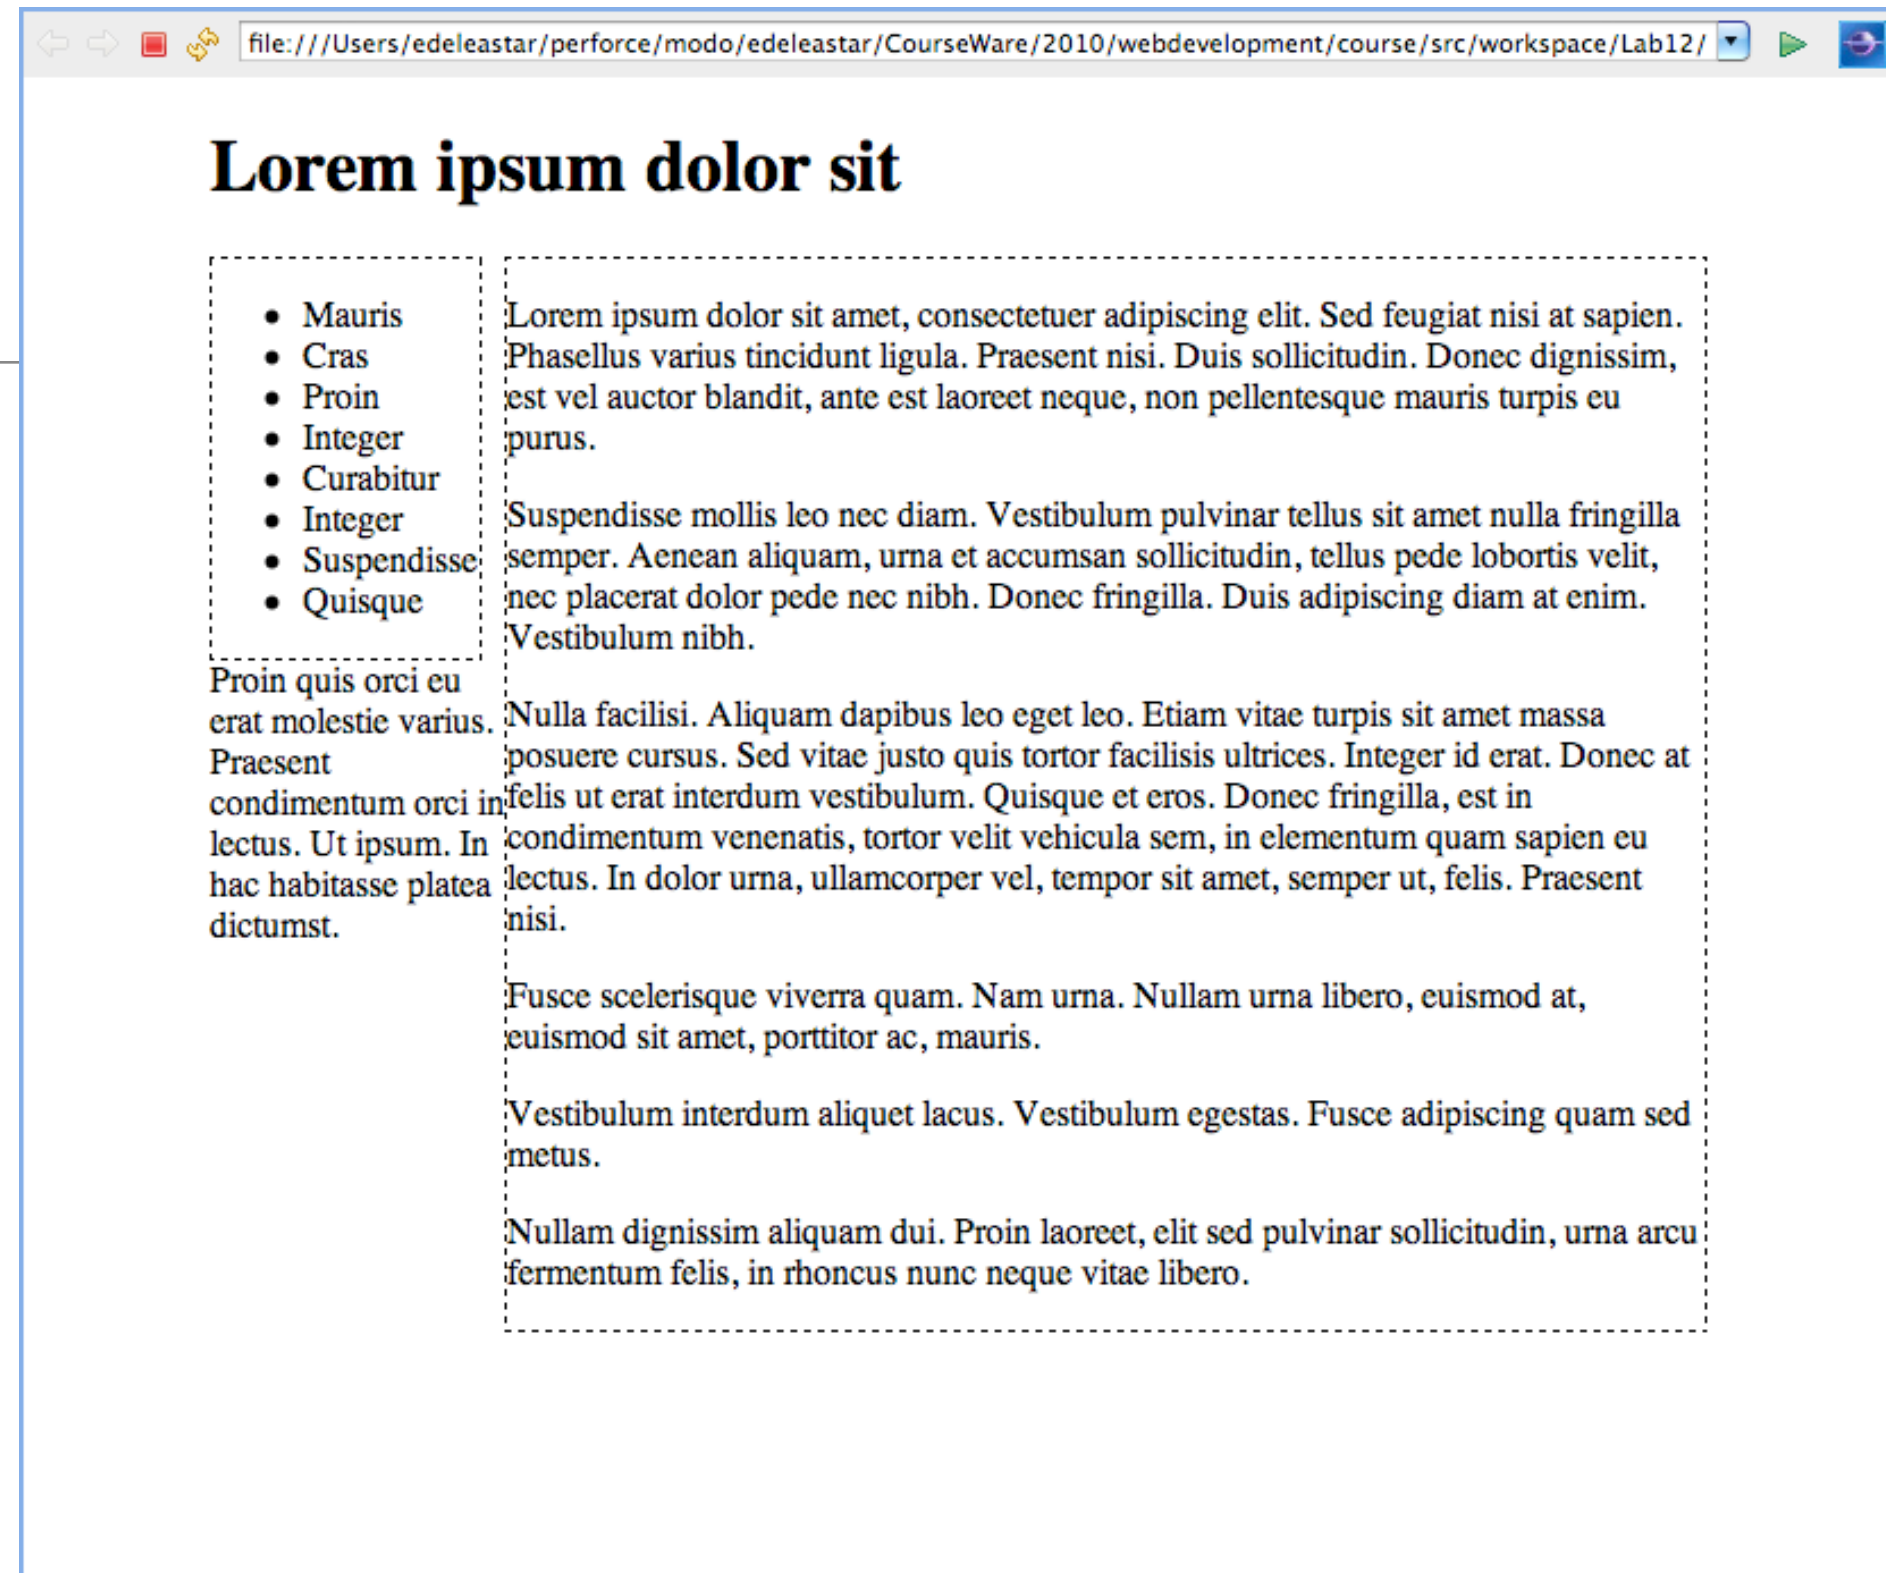 file:///Users/edeleastar/perforce/modo/edeleastar/CourseWare/2010/webdevelopment/course/src/workspace/Lab12/
Lorem ipsum dolor sit
Mauris
Cras
Proin
Integer
Curabitur
Integer
Suspendisse
Quisque
Proin quis orci eu
erat molestie varius.
Praesent
condimentum orci in
lectus. Ut ipsum. In
hac habitasse platea
dictumst.
Lorem ipsum dolor sit amet, consectetuer adipiscing elit. Sed feugiat nisi at sapien.
Phasellus varius tincidunt ligula. Praesent nisi. Duis sollicitudin. Donec dignissim,
est vel auctor blandit, ante est laoreet neque, non pellentesque mauris turpis eu
purus.
Suspendisse mollis leo nec diam. Vestibulum pulvinar tellus sit amet nulla fringilla
semper. Aenean aliquam, urna et accumsan sollicitudin, tellus pede lobortis velit,
nec placerat dolor pede nec nibh. Donec fringilla. Duis adipiscing diam at enim.
Vestibulum nibh.
Nulla facilisi. Aliquam dapibus leo eget leo. Etiam vitae turpis sit amet massa
posuere cursus. Sed vitae justo quis tortor facilisis ultrices. Integer id erat. Donec at
felis ut erat interdum vestibulum. Quisque et eros. Donec fringilla, est in
condimentum venenatis, tortor velit vehicula sem, in elementum quam sapien eu
lectus. In dolor urna, ullamcorper vel, tempor sit amet, semper ut, felis. Praesent
nisi.
Fusce scelerisque viverra quam. Nam urna. Nullam urna libero, euismod at,
euismod sit amet, porttitor ac, mauris.
Vestibulum interdum aliquet lacus. Vestibulum egestas. Fusce adipiscing quam sed
metus.
Nullam dignissim aliquam dui. Proin laoreet, elit sed pulvinar sollicitudin, urna arcu
fermentum felis, in rhoncus nunc neque vitae libero.